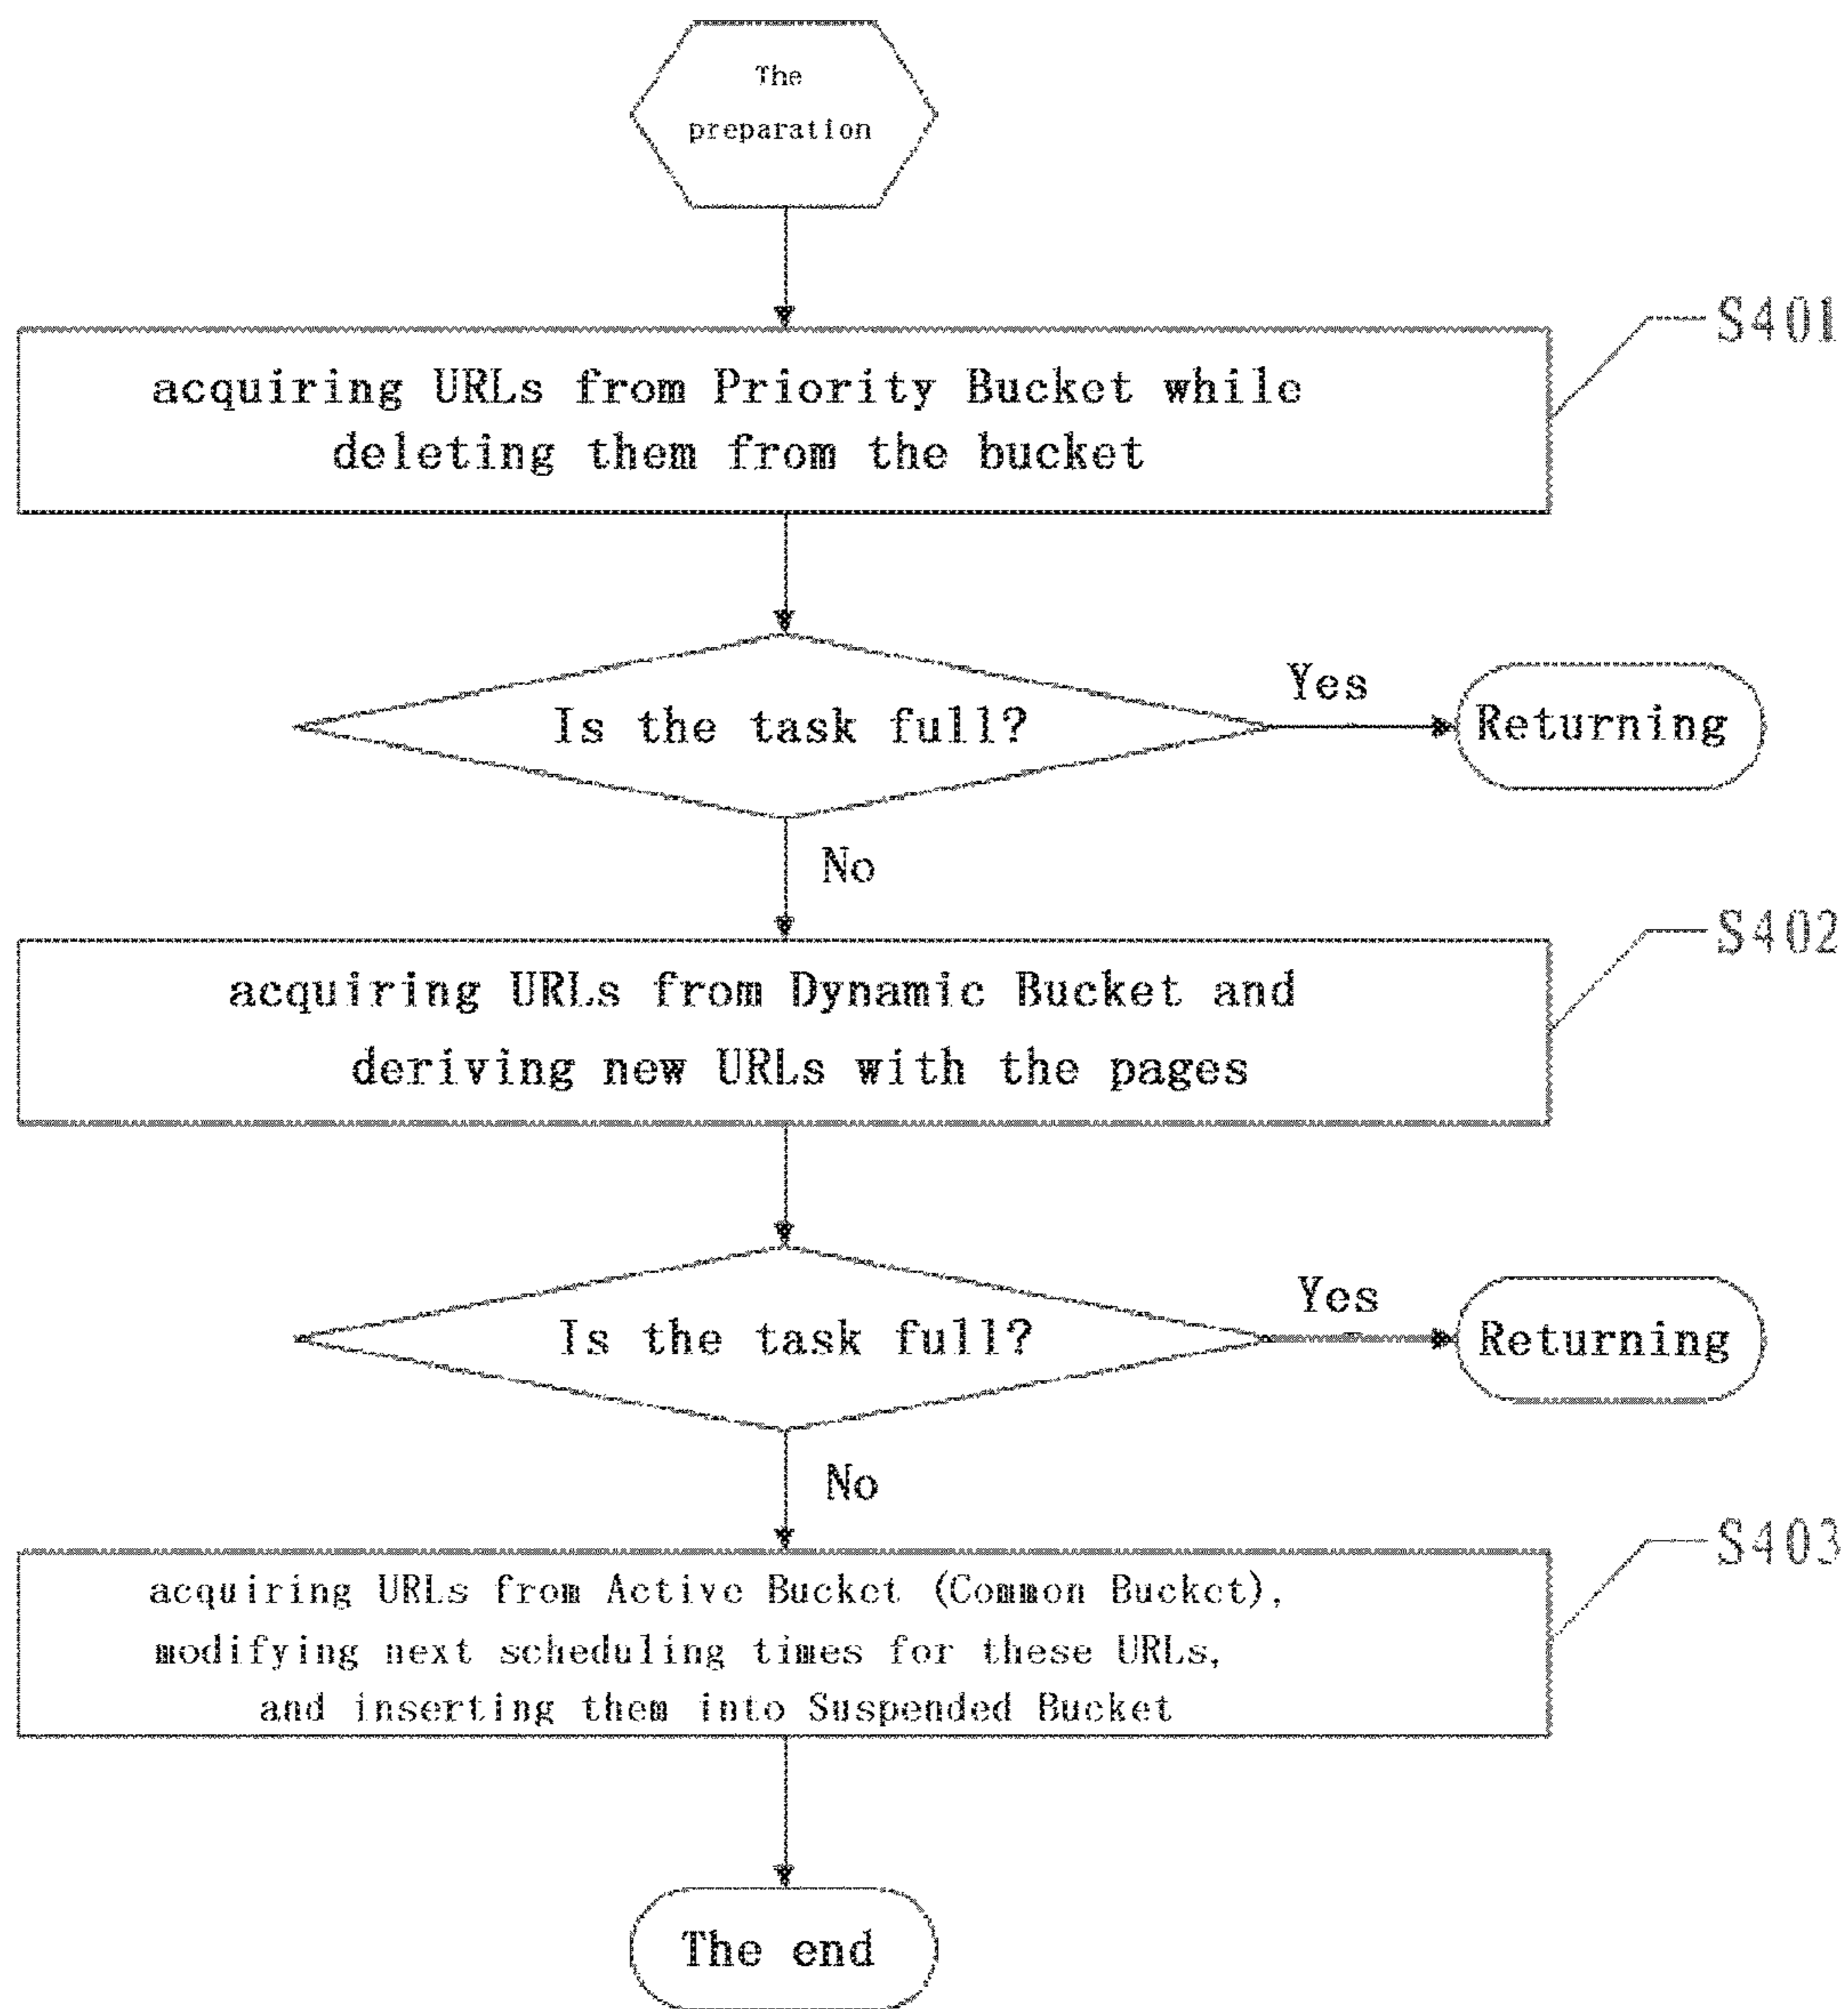 The
preparation
S401
acquiring URLs from Priority Bucket while
deleting them from the bucket
Is the task full?
Yes
Returning
No
S402
acquiring URLs from Dynamic Bucket and
deriving new URLs with the pages
Is the task full?
Yes
Returning
No
S403
acquiring URLs from Active Bucket (Common Bucket),
modifying next scheduling times for these URLs,
and inserting them into Suspended Bucket
The end